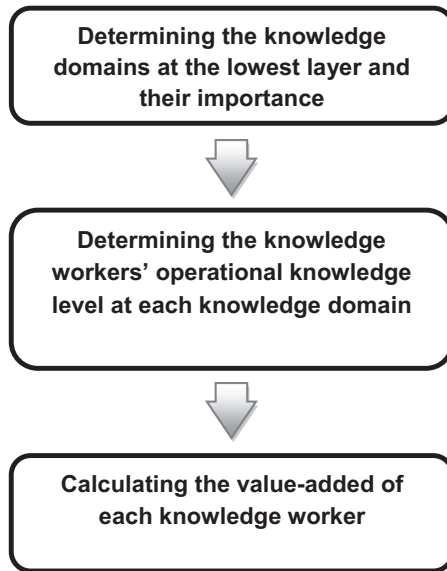 Determining the knowledge
domains at the lowest layer and
their importance
Determining the knowledge
workers’ operational knowledge
level at each knowledge domain
Calculating the value-added of
each knowledge worker